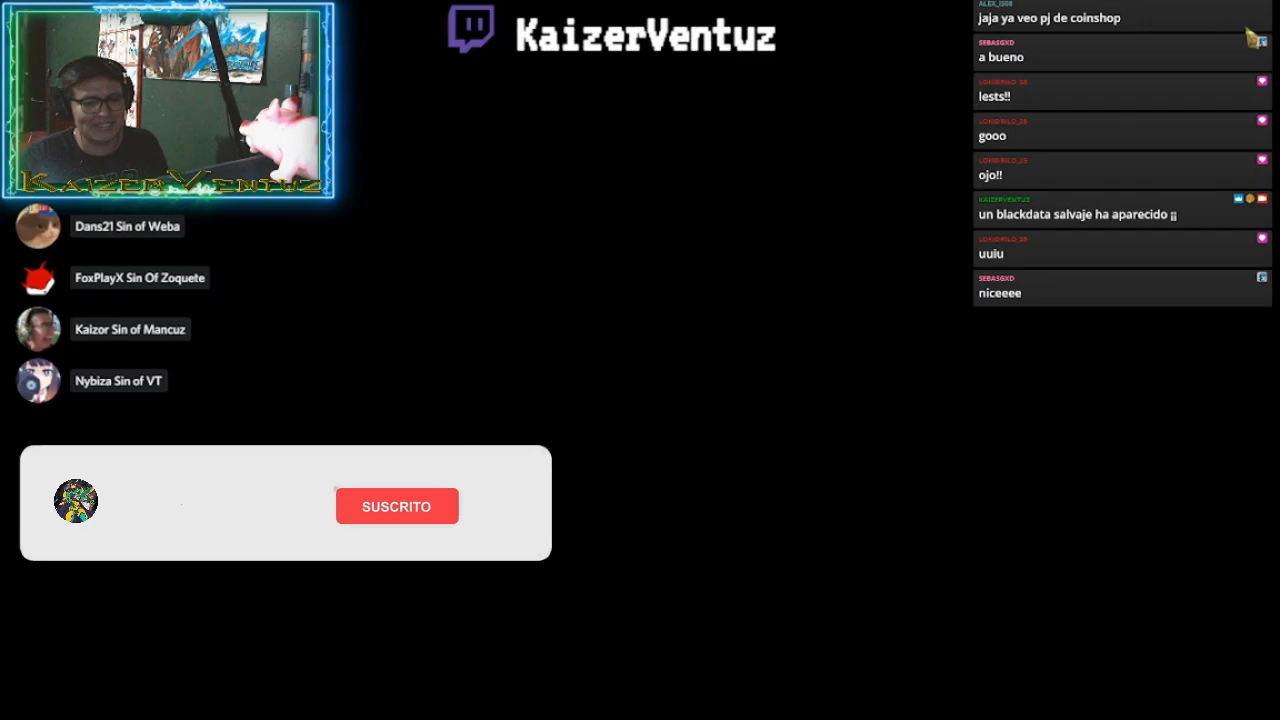 KaizerVentuz
KaizerVentuz
Dans21 Sin of Weba
FoxPlayX Sin Of Zoquete
Kaizor Sin of Mancuz
Nybiza Sin of VT
SUSCRITO
jaja ya veo pj de coinshop
SEBASGXD
a bueno
lests!!
gooo
ojo!!
KAIZERVENTUZ
un blackdata salvaje ha aparecido ¡¡
uuiu
SEBASGXD
niceeee